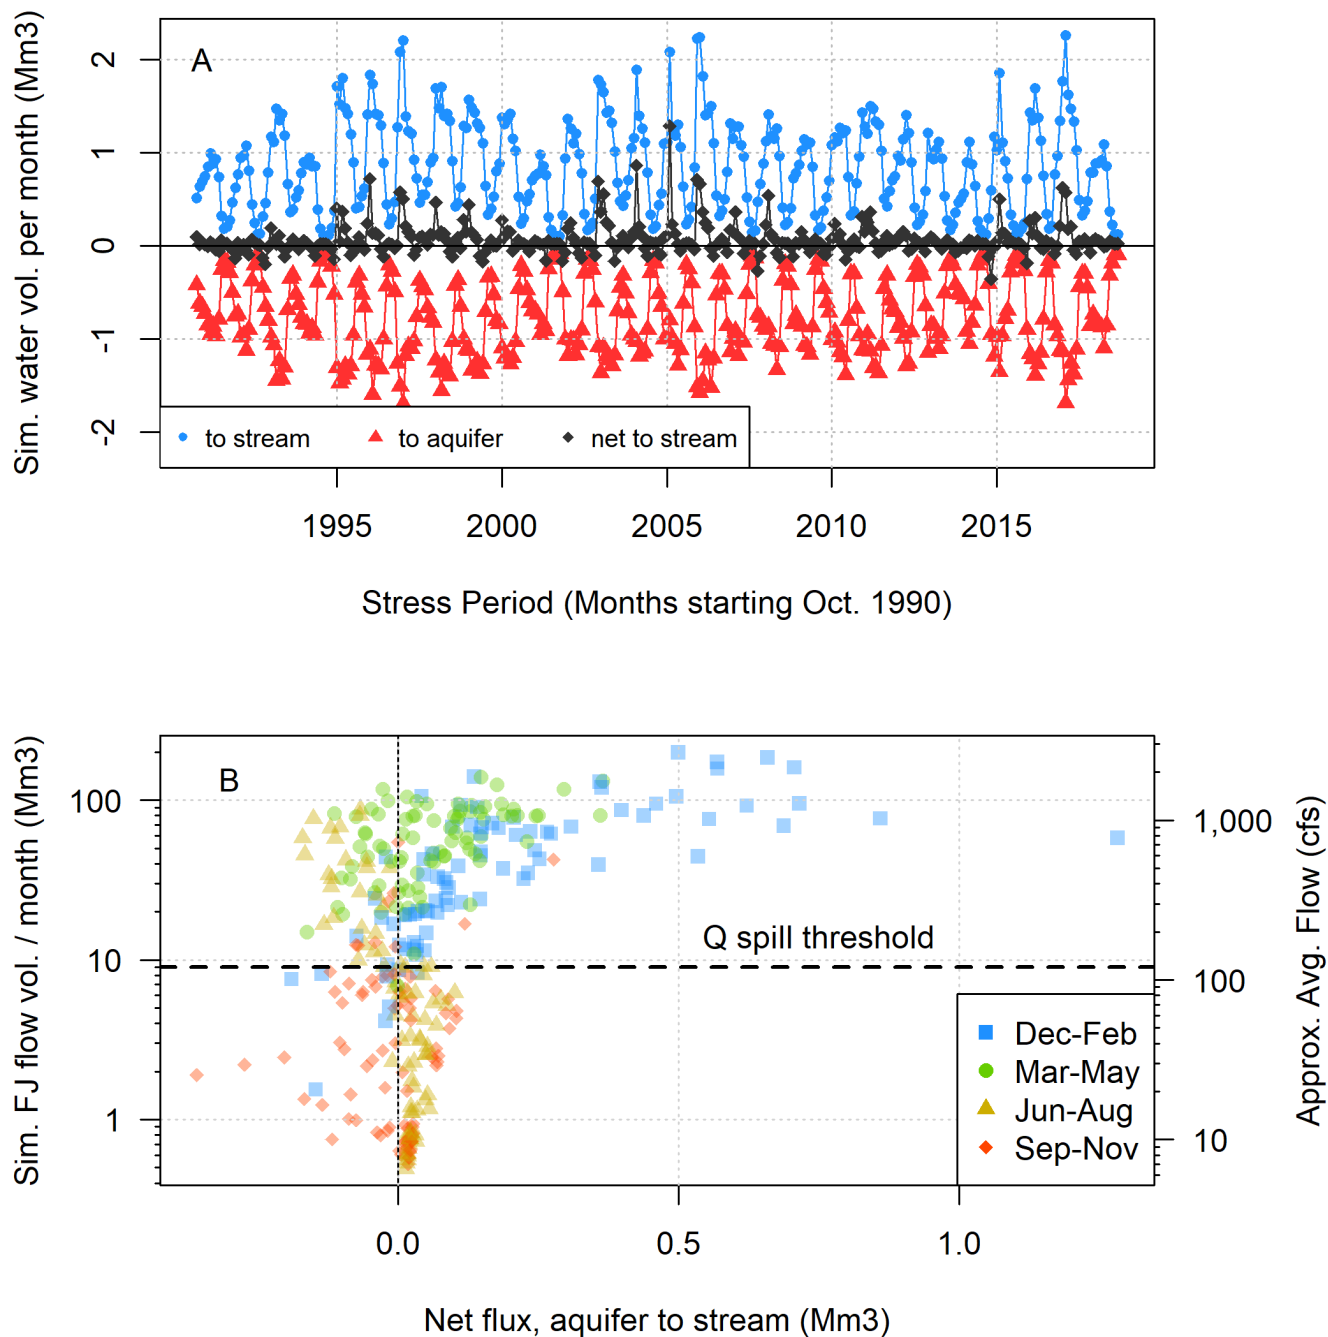 Sim. water vol. per month (Mm3)
2
1
0
-1
-2
A
to stream
to aquifer
net to stream
1995
2000
2005
2010
2015
Stress Period (Months starting Oct. 1990)
Sim. FJ flow vol. / month (Mm3)
100
10
1
B
Q spill threshold
1,000
100
10
Approx. Avg. Flow (cfs)
Dec-Feb
Mar-May
Jun-Aug
Sep-Nov
0.0
0.5
1.0
Net flux, aquifer to stream (Mm3)